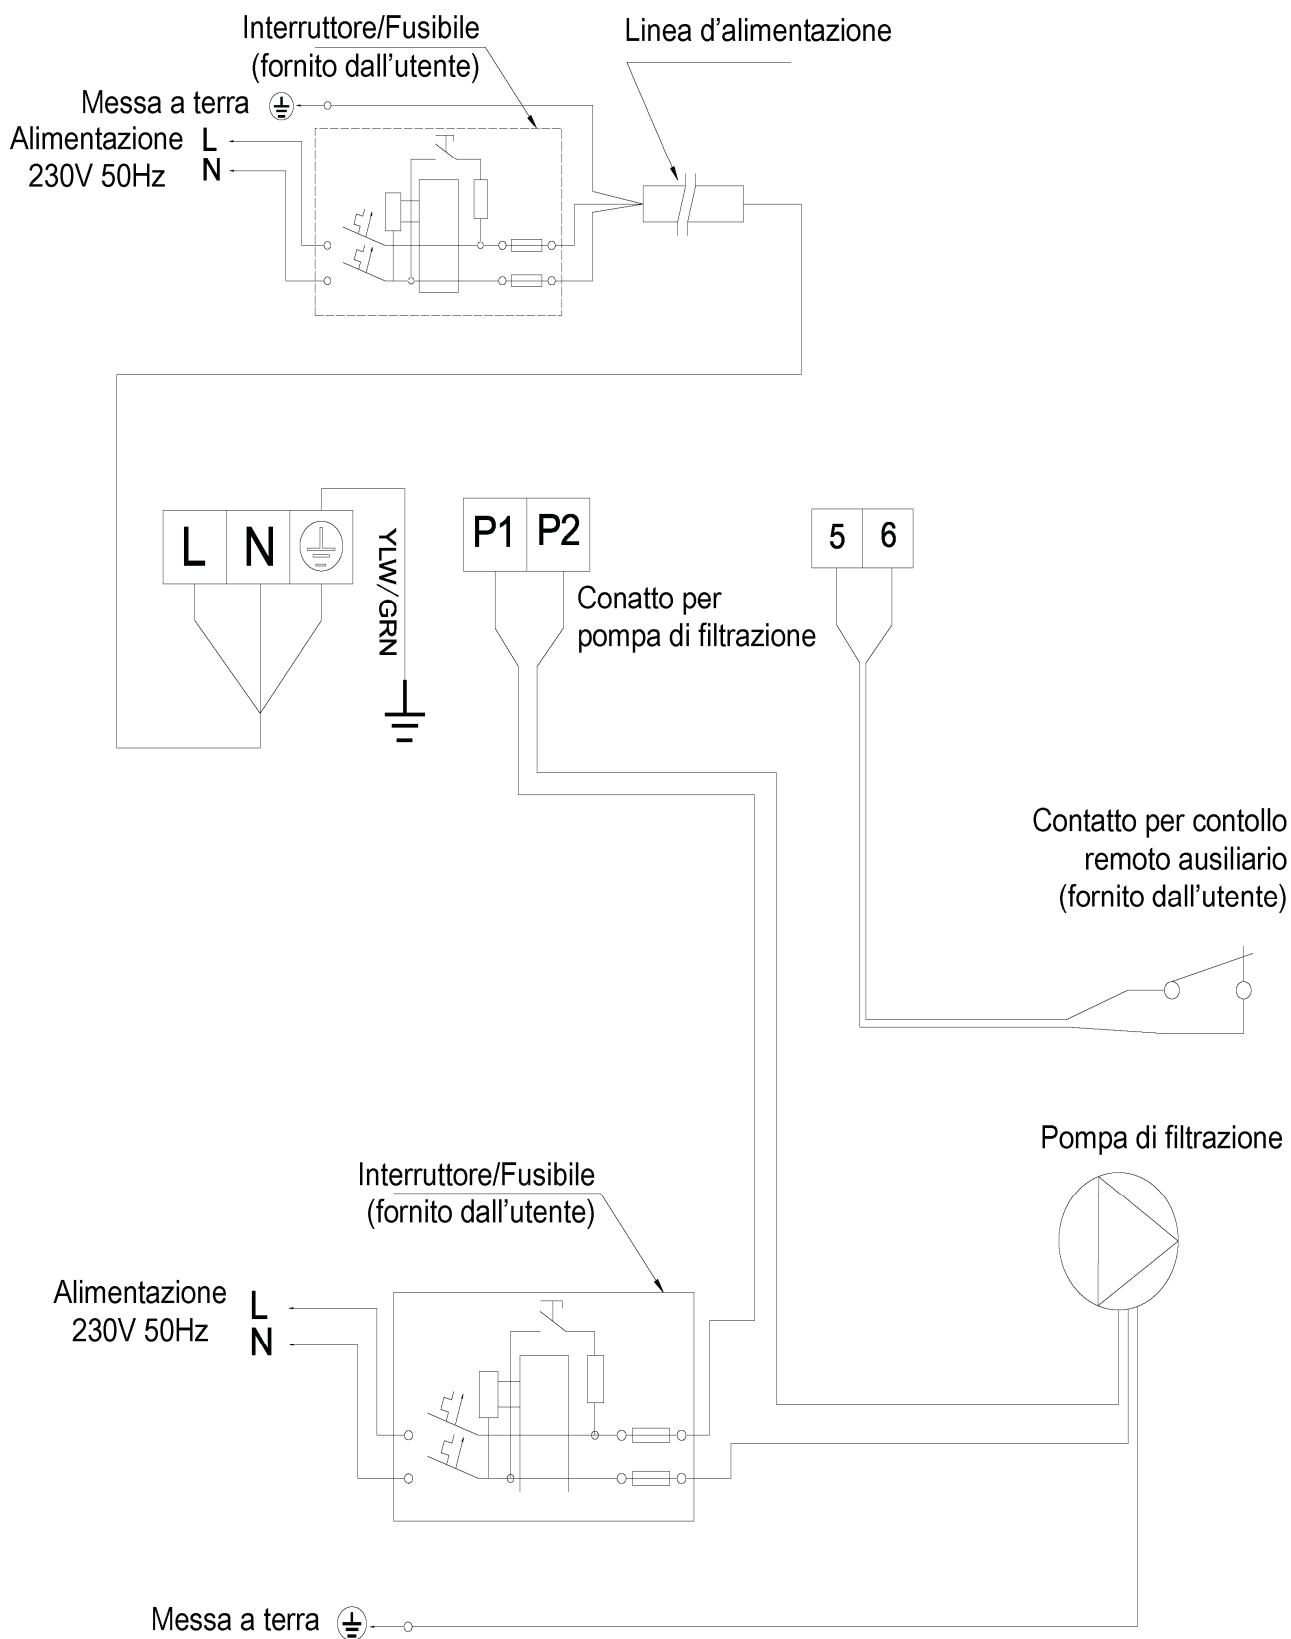 Interruttore/Fusibile
(fornito dall'utente)
Linea d'alimentazione
Messa a terra
Alimentazione L
230V 50Hz N
L N
YLW/GRN
P1 P2
5 6
Conatto per
pompa di filtrazione
Contatto per contollo
remoto ausiliario
(fornito dall'utente)
Pompa di filtrazione
Interruttore/Fusibile
(fornito dall'utente)
Alimentazione L
230V 50Hz N
Messa a terra